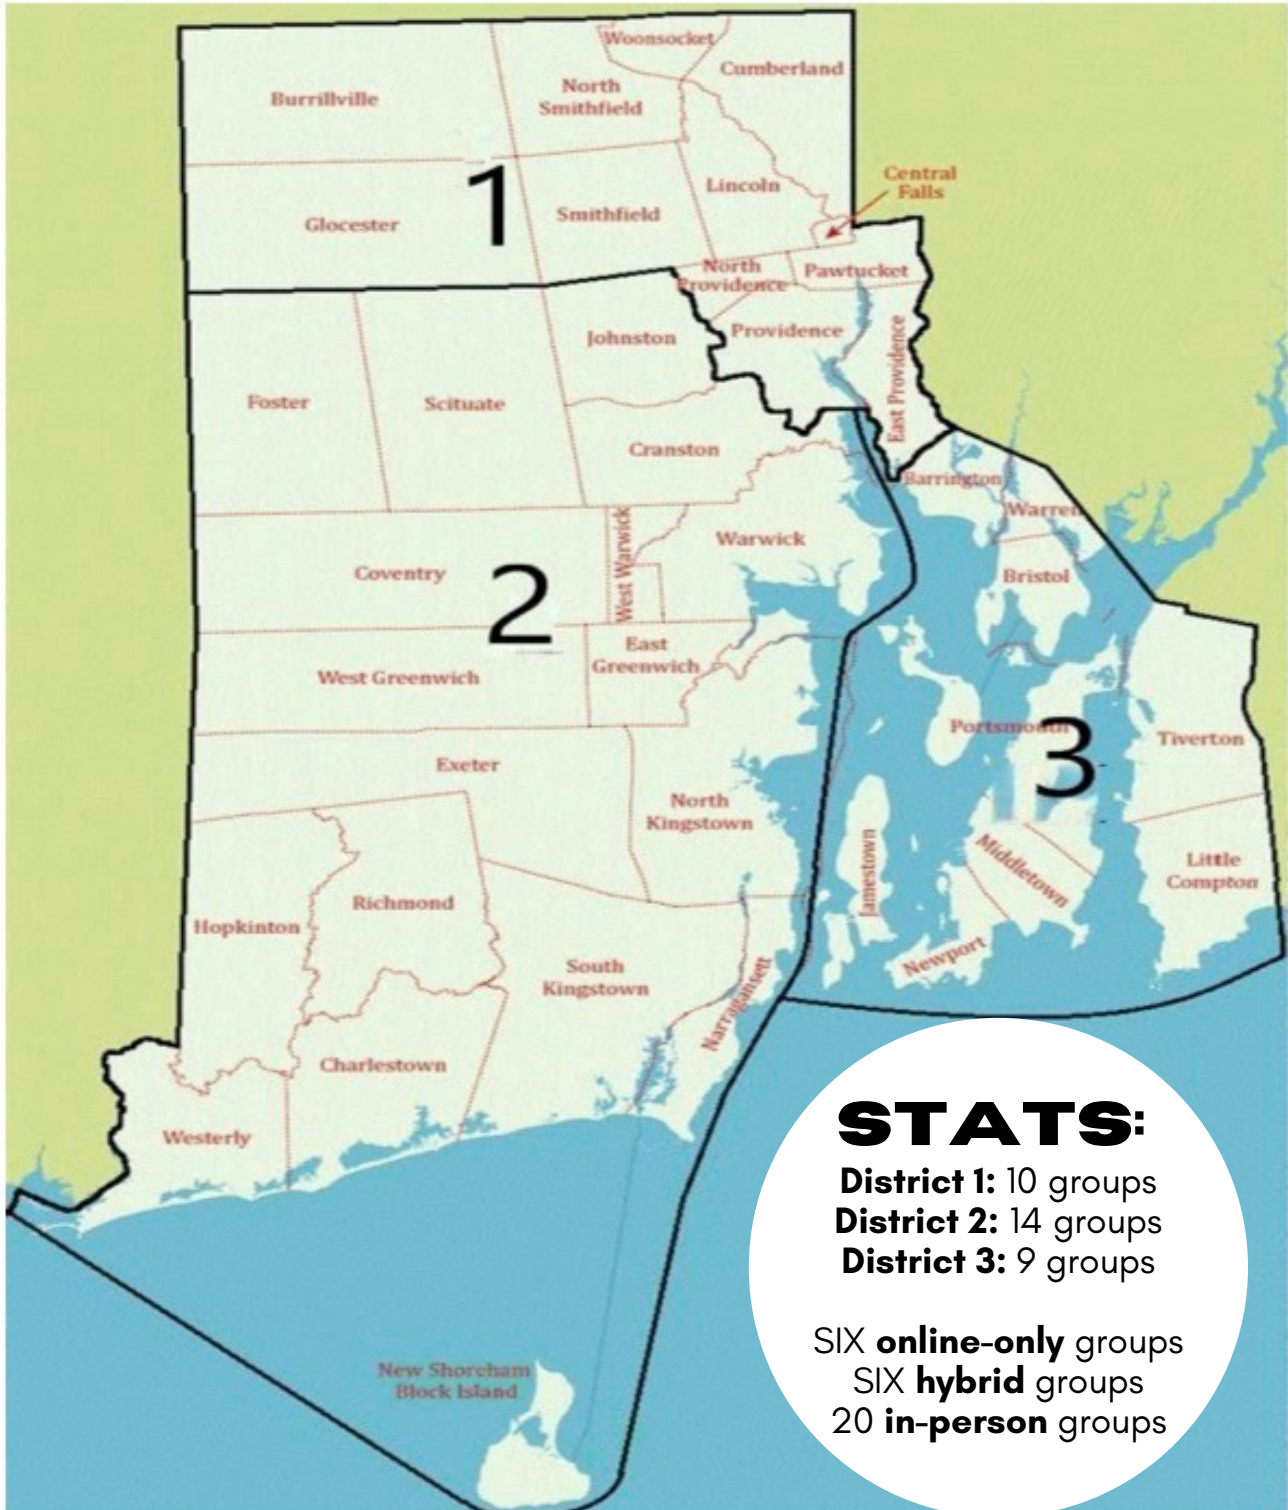 Woonsocket
Cumberland
Burrillville
North
Smithfield
1
Central
Falls
Lincoln
Glocester
Smithfield
North
Providence
Pawtucket
Johnston
Providence
East Providence
Foster
Scituate
Cranston
Barrington
Warren
Warwick
West Warwick
Coventry
2
Bristol
East
Greenwich
West Greenwich
Portsmouth
3
Tiverton
Exeter
North
Kingstown
Jamestown
Middletown
Little
Compton
Richmond
Hopkinton
Newport
South
Kingstown
Narragansett
Charlestown
Westerly
New Shoreham
Block Island
STATS:
District 1: 10 groups
District 2: 14 groups
District 3: 9 groups
SIX online-only groups
SIX hybrid groups
20 in-person groups